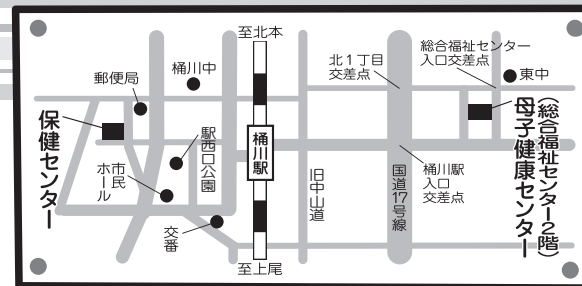 至北本
桶川中
郵便局
保健センター
駅西口公園
市民
ホール
交番
桶川駅
至上尾
旧中山道
北1丁目
交差点
国道17号線
桶川駅
入口
交差点
総合福祉センター
入口交差点
東中
母子健康センター
（総合福祉センター2階）